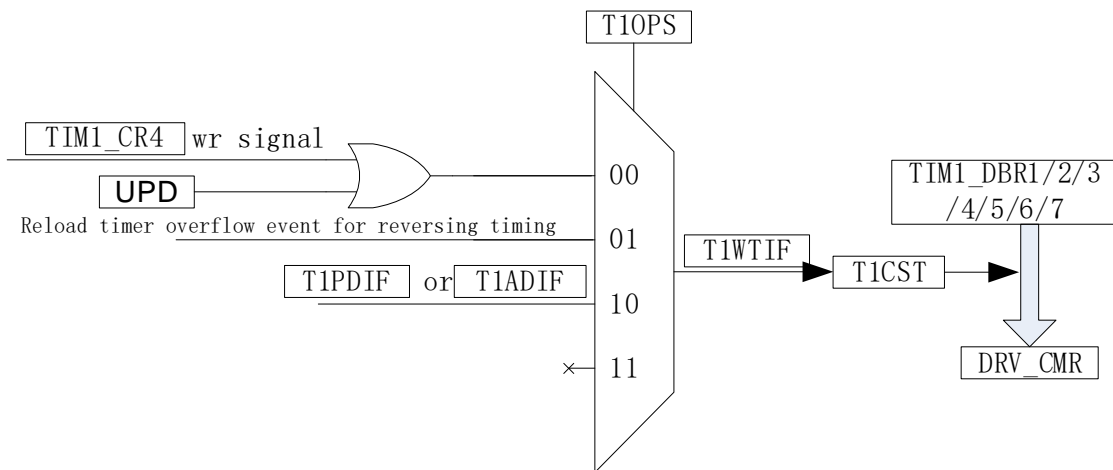 T1OPS
TIM1_CR4 wr signal
UPD
00
Reload timer overflow event for reversing timing
01
T1PDIF or T1ADIF
10
11
T1WTIF
T1CST
TIM1_DBR1/2/3
/4/5/6/7
DRV_CMR